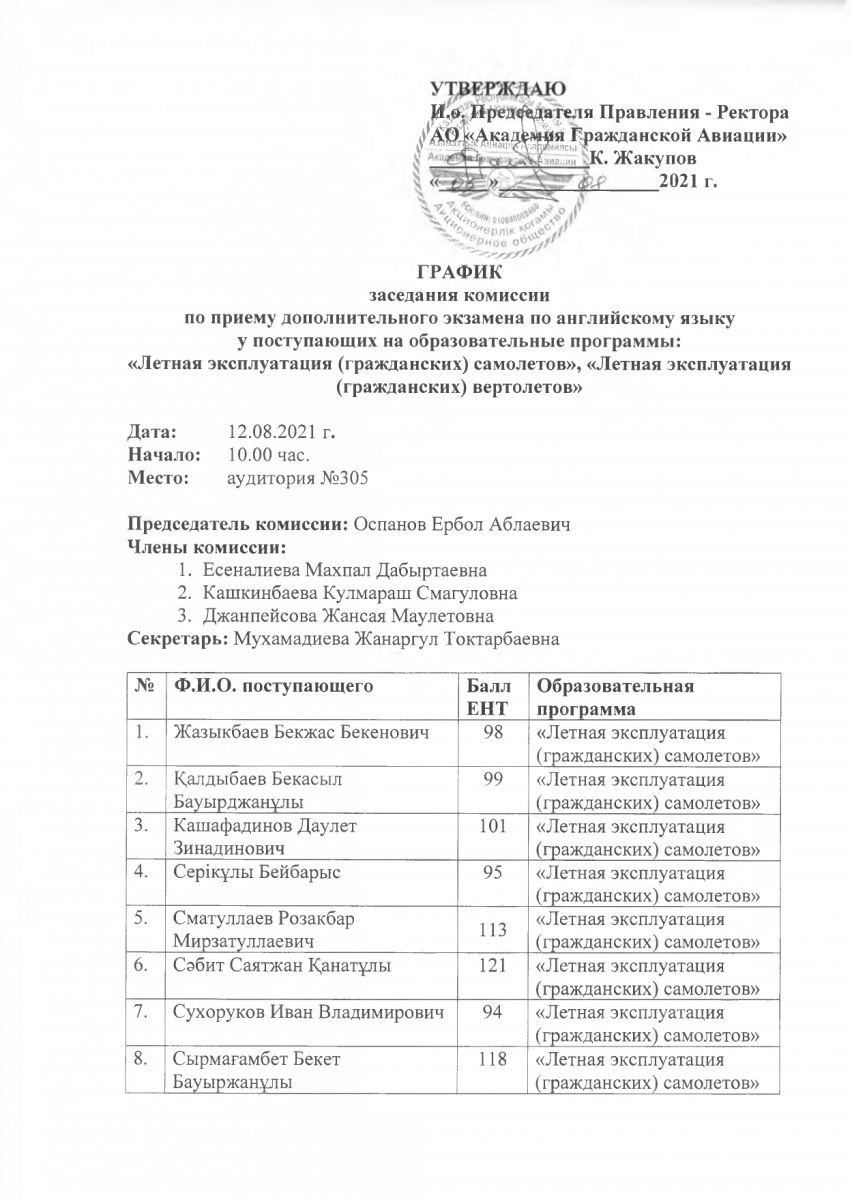 УТВЕРЖДАЮ
И.о. Председателя Правления - Ректора
АО «Академия Гражданской Авиации»
К. Жакупов
«03» 08 2021 г.
Академия Гражданской Авиации
Акционерлік қоғамы
Акционерное общество
ГРАФИК
заседания комиссии
по приему дополнительного экзамена по английскому языку
у поступающих на образовательные программы:
«Летная эксплуатация (гражданских) самолетов», «Летная эксплуатация
(гражданских) вертолетов»
Дата: 12.08.2021 г.
Начало: 10.00 час.
Место: аудитория №305
Председатель комиссии: Оспанов Ербол Аблаевич
Члены комиссии:
1. Есеналиева Махпал Дабыртаевна
2. Кашкинбаева Кулмараш Смагуловна
3. Джанпейсова Жансая Маулетовна
Секретарь: Мухамадиева Жанаргул Токтарбаевна
№ Ф.И.О. поступающего Балл Образовательная
ЕНТ программа
1. Жазыкбаев Бекжас Бекенович 98 «Летная эксплуатация
(гражданских) самолетов»
2. Қалдыбаев Бекасыл 99 «Летная эксплуатация
Бауырджанұлы (гражданских) самолетов»
3. Кашафадинов Даулет 101 «Летная эксплуатация
Зинадинович (гражданских) самолетов»
4. Серікұлы Бейбарыс 95 «Летная эксплуатация
(гражданских) самолетов»
5. Сматуллаев Розакбар 113 «Летная эксплуатация
Мирзатуллаевич (гражданских) самолетов»
6. Сәбит Саятжан Қанатұлы 121 «Летная эксплуатация
(гражданских) самолетов»
7. Сухоруков Иван Владимирович 94 «Летная эксплуатация
(гражданских) самолетов»
8. Сырмағамбет Бекет 118 «Летная эксплуатация
Бауыржанұлы (гражданских) самолетов»